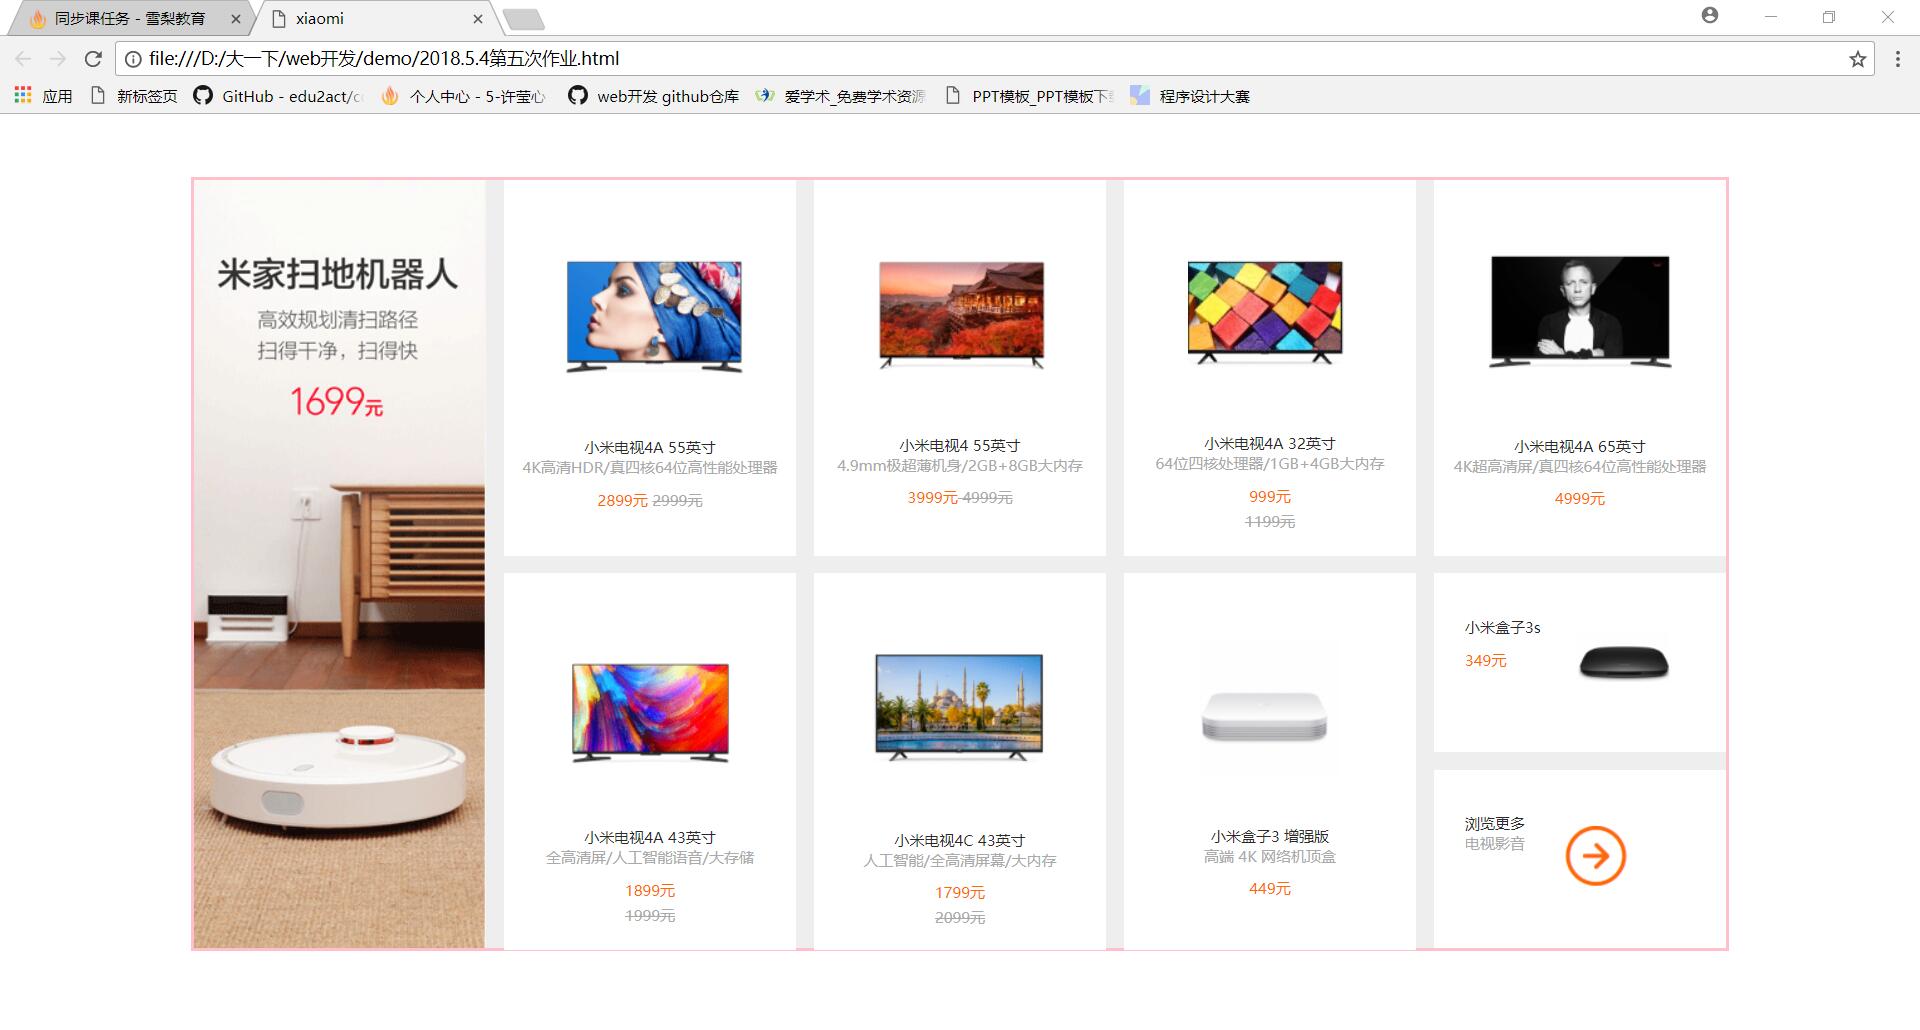 同步课任务 - 雪梨教育
xiaomi
file:///D:/大一下/web开发/demo/2018.5.4第五次作业.html
应用
新标签页
GitHub - edu2act/c
个人中心 - 5-许莹心
web开发 github仓库
爱学术_免费学术资源
PPT模板_PPT模板下
程序设计大赛
米家扫地机器人
高效规划清扫路径
扫得干净，扫得快
1699元
小米电视4A 55英寸
4K高清HDR/真四核64位高性能处理器
2899元 2999元
小米电视4 55英寸
4.9mm极超薄机身/2GB+8GB大内存
3999元 4999元
小米电视4A 32英寸
64位四核处理器/1GB+4GB大内存
999元
1199元
小米电视4A 65英寸
4K超高清屏/真四核64位高性能处理器
4999元
小米电视4A 43英寸
全高清屏/人工智能语音/大存储
1899元
1999元
小米电视4C 43英寸
人工智能/全高清屏幕/大内存
1799元
2099元
小米盒子3 增强版
高端 4K 网络机顶盒
449元
小米盒子3s
349元
浏览更多
电视影音